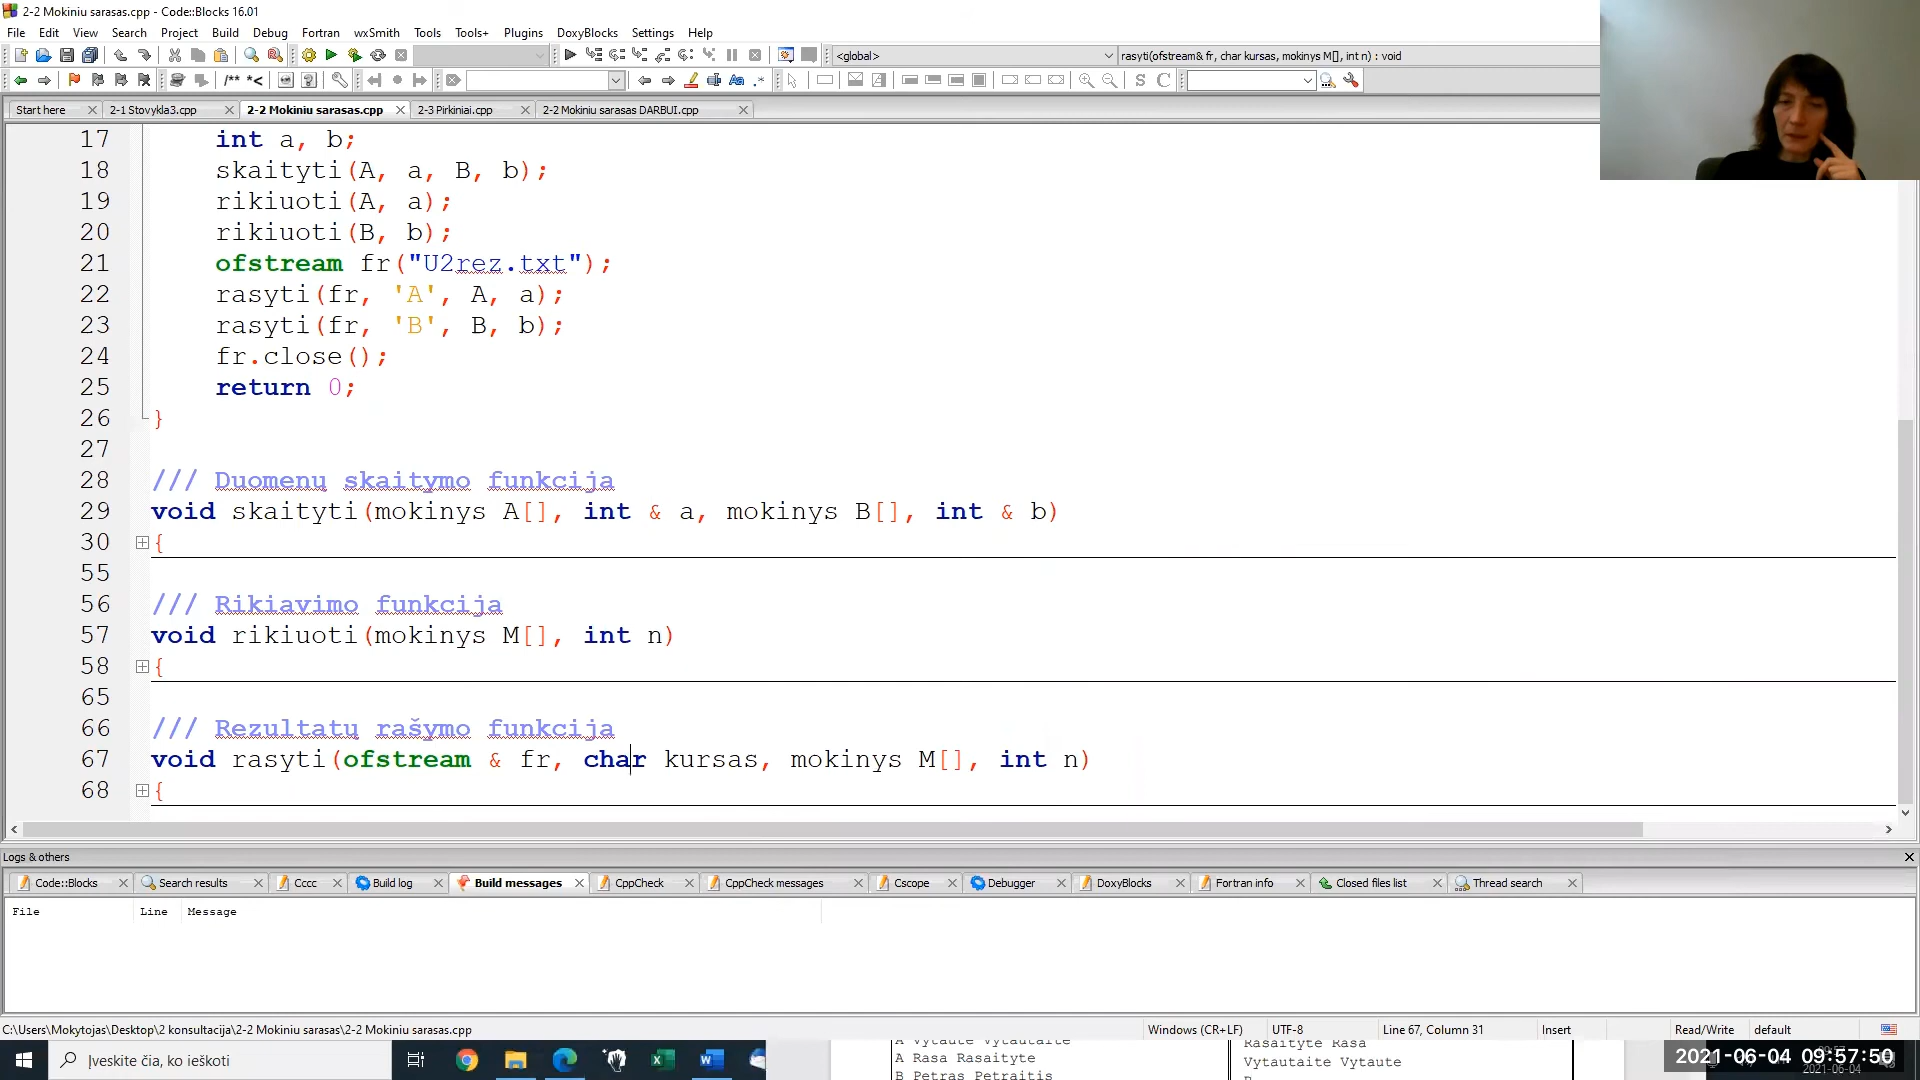 2-2 Mokiniu sarasas.cpp - Code::Blocks 16.01
File Edit View Search Project Build Debug Fortran wxSmith Tools Tools+ Plugins DoxyBlocks Settings Help
<global> rasyti(ofstream& fr, char kursas, mokinys M[], int n) : void
/** *< Aa .* S C
Start here 2-1 Stovykla3.cpp 2-2 Mokiniu sarasas.cpp 2-3 Pirkiniai.cpp 2-2 Mokiniu sarasas DARBUI.cpp
17 int a, b;
18 skaityti(A, a, B, b);
19 rikiuoti(A, a);
20 rikiuoti(B, b);
21 ofstream fr("U2rez.txt");
22 rasyti(fr, 'A', A, a);
23 rasyti(fr, 'B', B, b);
24 fr.close();
25 return 0;
26 }
27
28 /// Duomenų skaitymo funkcija
29 void skaityti(mokinys A[], int & a, mokinys B[], int & b)
30 {
55
56 /// Rikiavimo funkcija
57 void rikiuoti(mokinys M[], int n)
58 {
65
66 /// Rezultatų rašymo funkcija
67 void rasyti(ofstream & fr, char kursas, mokinys M[], int n)
68 {
Logs & others
Code::Blocks Search results Cccc Build log Build messages CppCheck CppCheck messages Cscope Debugger DoxyBlocks Fortran info Closed files list Thread search
File Line Message
C:\Users\Mokytojas\Desktop\2 konsultacija\2-2 Mokiniu sarasas\2-2 Mokiniu sarasas.cpp Windows (CR+LF) UTF-8 Line 67, Column 31 Insert Read/Write default
Įveskite čia, ko ieškoti
A Vytaute Vytautaite
A Rasa Rasaityte
B Petras Petraitis
Rasaityte Rasa
Vytautaite Vytaute
2021-06-04 09:57:50
2021-06-04